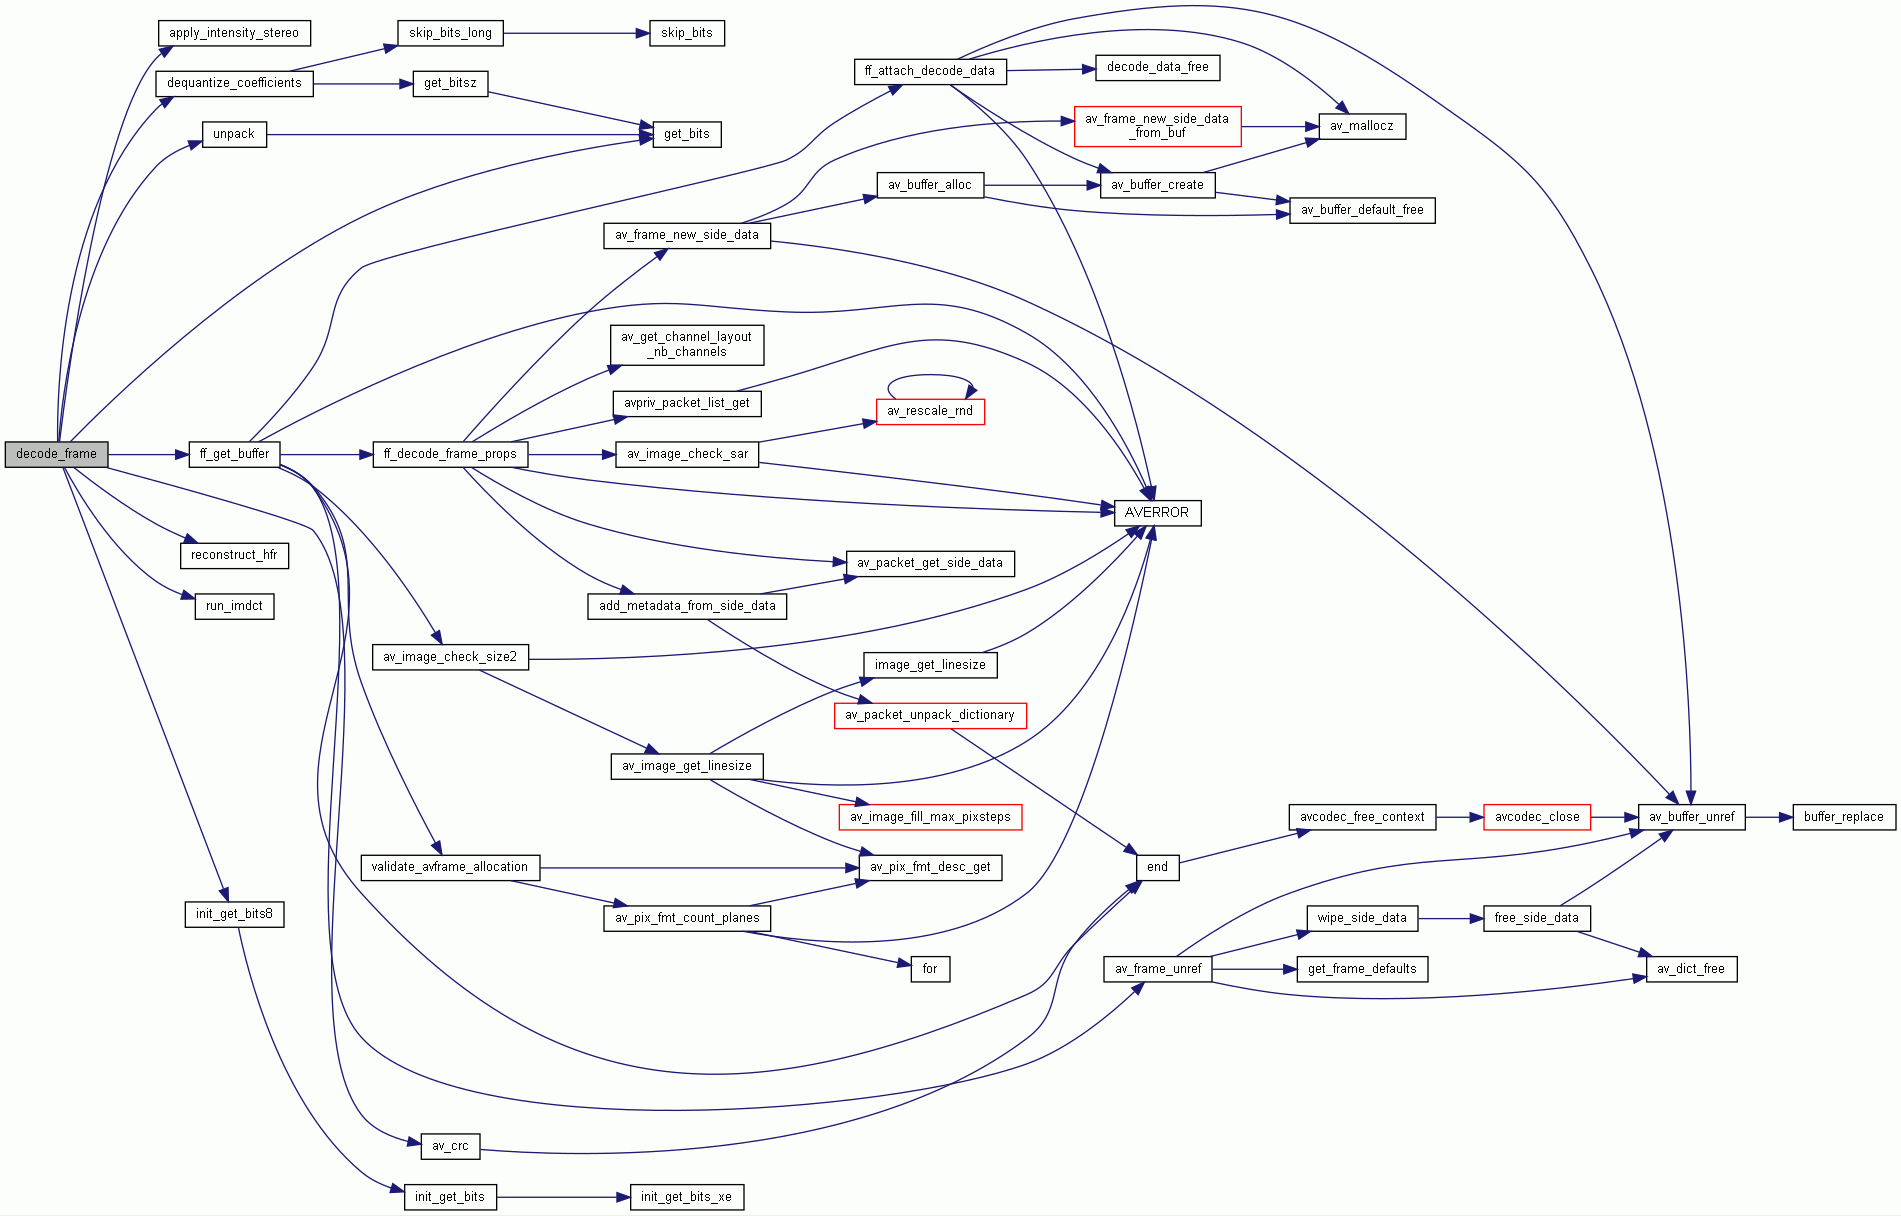 apply_intensity_stereo
skip_bits_long
skip_bits
ff_attach_decode_data
decode_data_free
dequantize_coefficients
get_bitsz
unpack
get_bits
av_frame_new_side_data
_from_buf
av_mallocz
av_buffer_alloc
av_buffer_create
av_buffer_default_free
av_frame_new_side_data
av_get_channel_layout
_nb_channels
avpriv_packet_list_get
av_rescale_rnd
decode_frame
ff_get_buffer
ff_decode_frame_props
av_image_check_sar
AVERROR
reconstruct_hfr
av_packet_get_side_data
run_imdct
add_metadata_from_side_data
av_image_check_size2
image_get_linesize
av_packet_unpack_dictionary
av_image_get_linesize
av_image_fill_max_pixsteps
avcodec_free_context
avcodec_close
av_buffer_unref
buffer_replace
validate_avframe_allocation
av_pix_fmt_desc_get
end
init_get_bits8
av_pix_fmt_count_planes
wipe_side_data
free_side_data
for
av_frame_unref
get_frame_defaults
av_dict_free
av_crc
init_get_bits
init_get_bits_xe